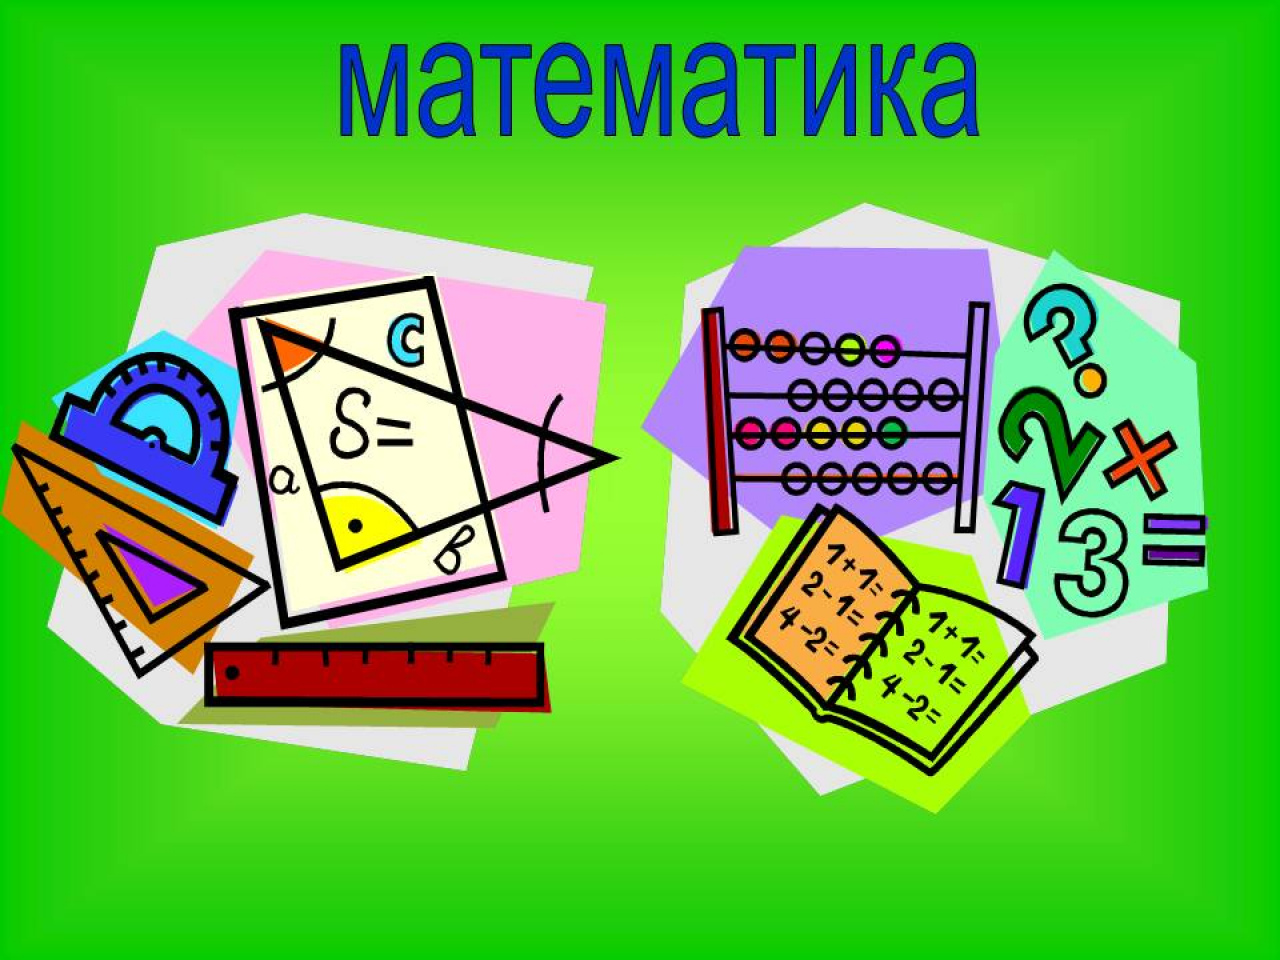 математика
c
S=
a
в
?
2 ×
1 3 =
1+1=
2-1=
4-2=
1+1=
2-1=
4-2=